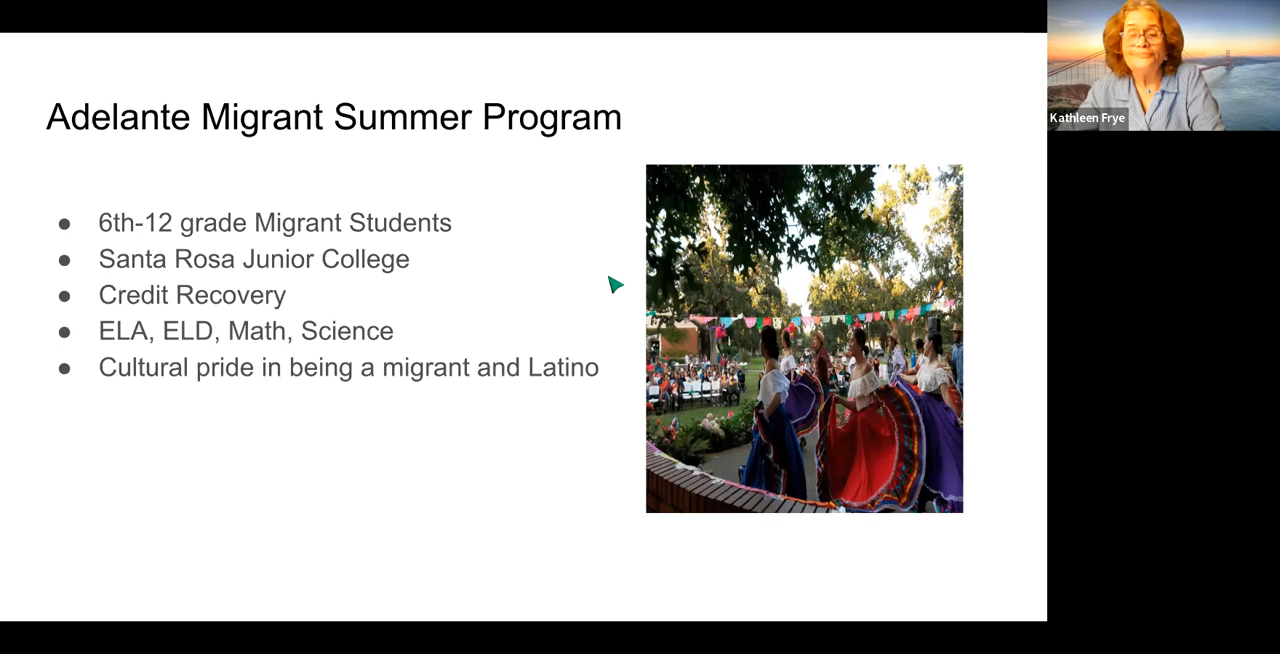 Adelante Migrant Summer Program
● 6th-12 grade Migrant Students
● Santa Rosa Junior College
● Credit Recovery
● ELA, ELD, Math, Science
● Cultural pride in being a migrant and Latino
Kathleen Frye